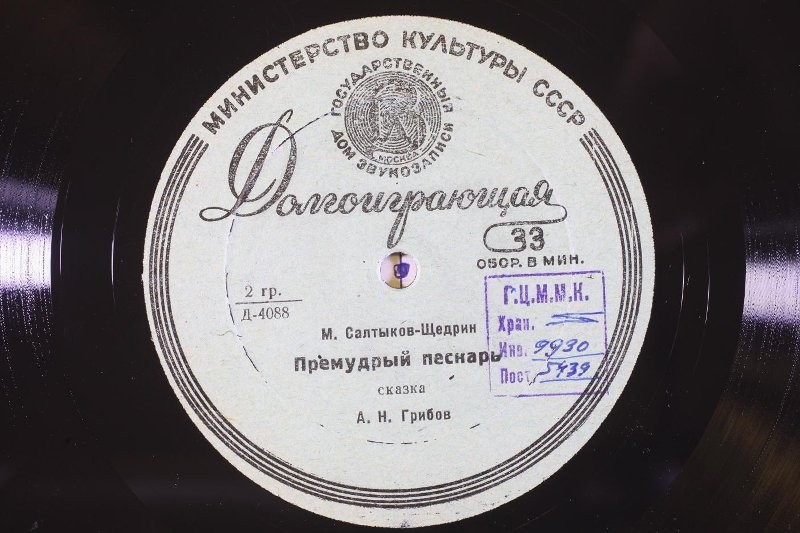 МИНИСТЕРСТВО КУЛЬТУРЫ СССР
ГОСУДАРСТВЕННЫЙ
ДОМ ЗВУКОЗАПИСИ
МОСКВА
Долгоиграющая
33
ОБОР. В МИН.
2 гр.
Д-4088
М. Салтыков-Щедрин
Премудрый пескарь
сказка
А. Н. Грибов
Г.Ц.М.М.К.
Хран.
Инв. 9930
Пост. 5439